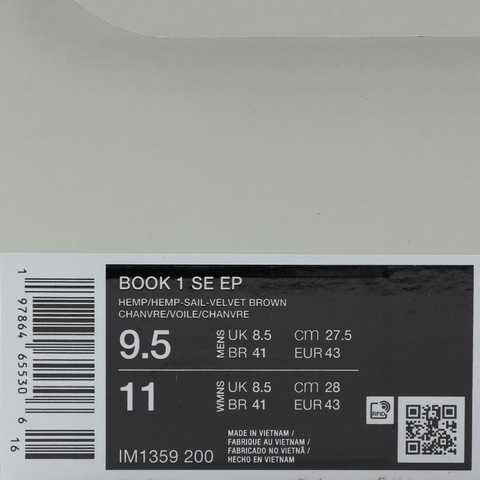 BOOK 1 SE EP
HEMP/HEMP-SAIL-VELVET BROWN
CHANVRE/VOILE/CHANVRE
9.5 MENS UK 8.5 cm 27.5
BR 41 EUR 43
11 WMNS UK 8.5 cm 28
BR 41 EUR 43
RFID
MADE IN VIETNAM /
FABRIQUE AU VIETNAM /
FABRICADO NO VIETNÃ /
HECHO EN VIETNAM
IM1359 200
1 97864 65530 6 16